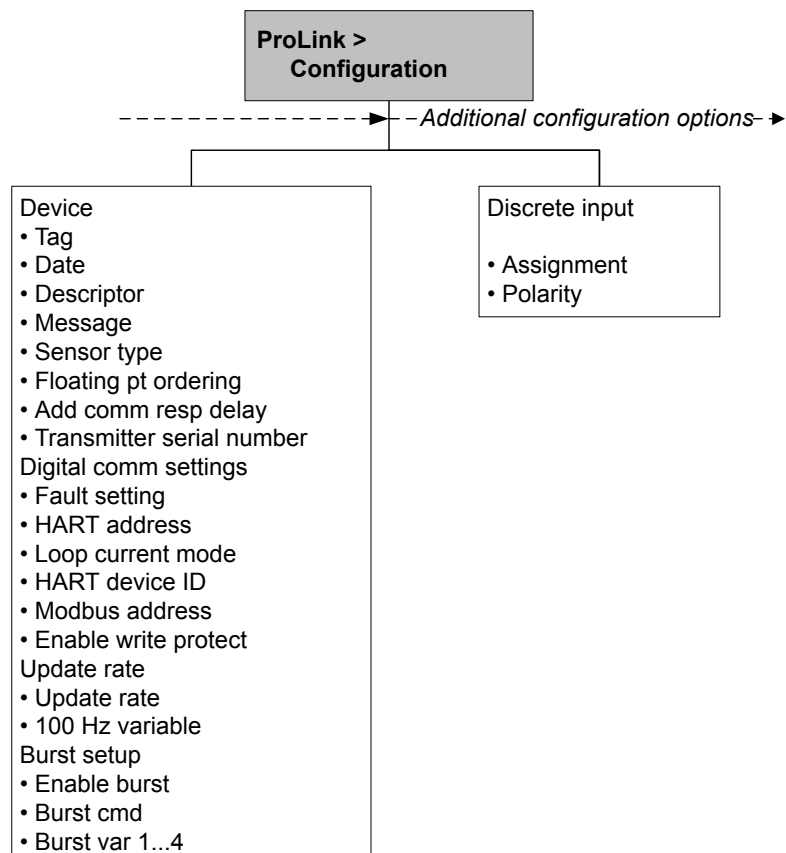 ProLink >
Configuration
Additional configuration options
Device
• Tag
• Date
• Descriptor
• Message
• Sensor type
• Floating pt ordering
• Add comm resp delay
• Transmitter serial number
Digital comm settings
• Fault setting
• HART address
• Loop current mode
• HART device ID
• Modbus address
• Enable write protect
Update rate
• Update rate
• 100 Hz variable
Burst setup
• Enable burst
• Burst cmd
• Burst var 1...4
Discrete input
• Assignment
• Polarity